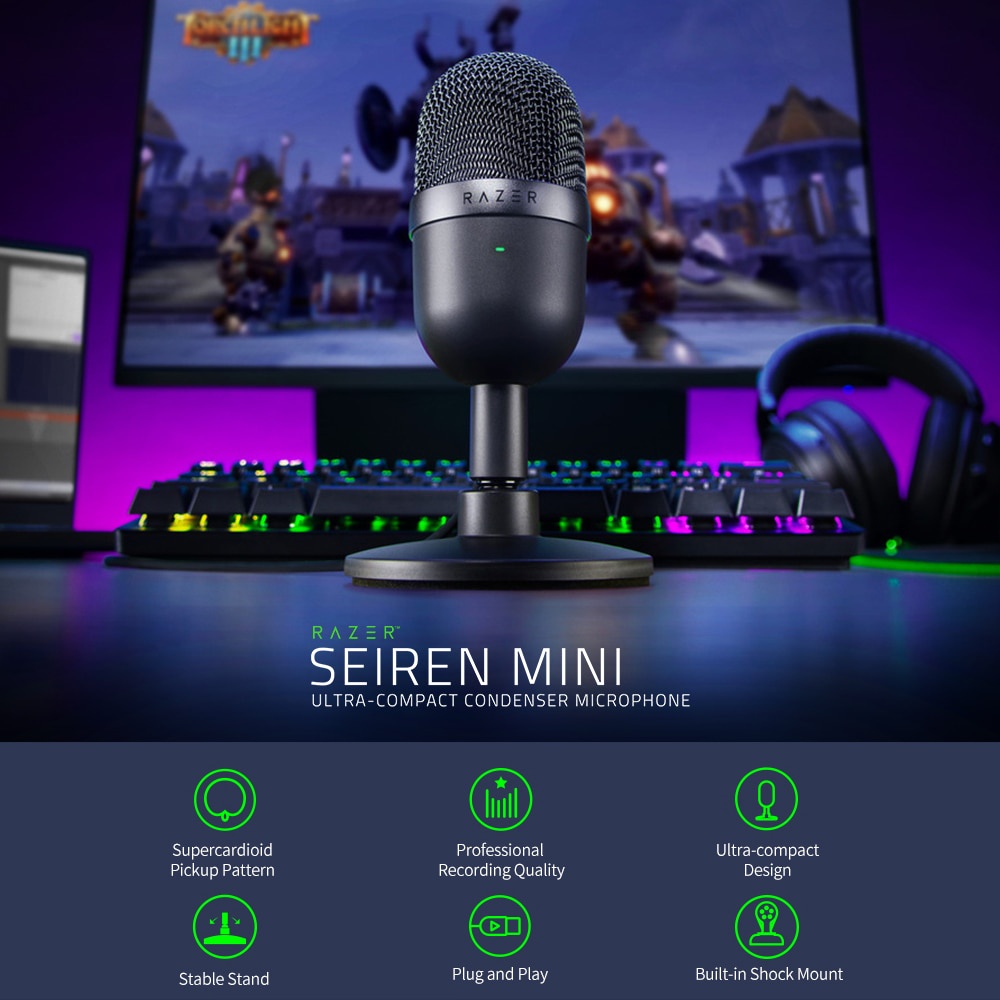 RAZER
RAZER™
SEIREN MINI
ULTRA-COMPACT CONDENSER MICROPHONE
Supercardioid
Pickup Pattern
Professional
Recording Quality
Ultra-compact
Design
Stable Stand
Plug and Play
Built-in Shock Mount